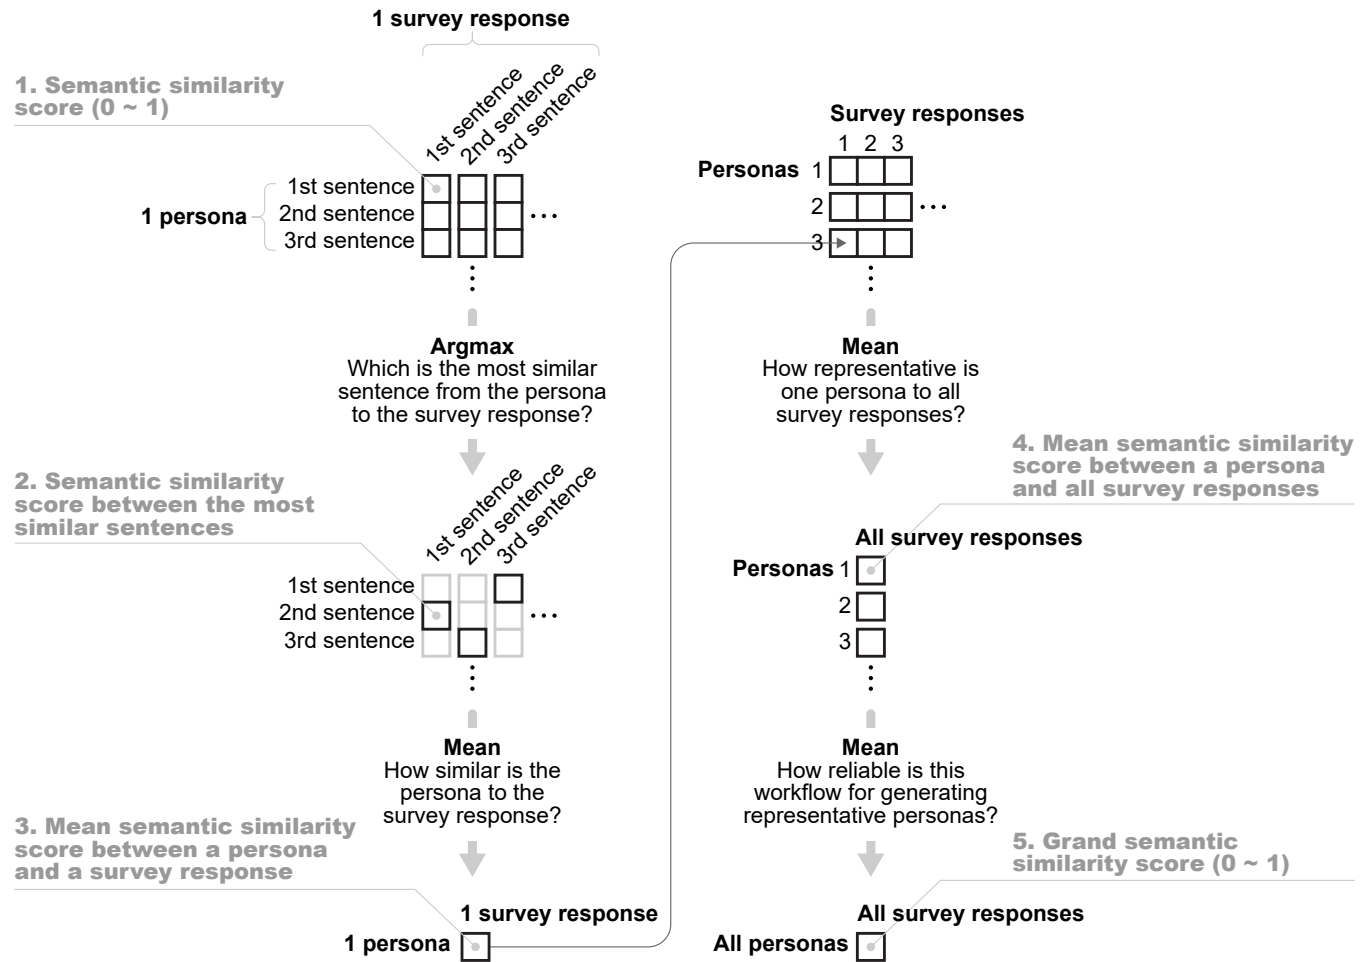 1 survey response
1. Semantic similarity
score (0 ~ 1)
1st sentence
2nd sentence
3rd sentence
1 persona
1st sentence
2nd sentence
3rd sentence
...
Argmax
Which is the most similar
sentence from the persona
to the survey response?
2. Semantic similarity
score between the most
similar sentences
1st sentence
2nd sentence
3rd sentence
1st sentence
2nd sentence
3rd sentence
...
Mean
How similar is the
persona to the
survey response?
3. Mean semantic similarity
score between a persona
and a survey response
1 survey response
1 persona
Survey responses
1 2 3
Personas 1
2 ...
3
Mean
How representative is
one persona to all
survey responses?
4. Mean semantic similarity
score between a persona
and all survey responses
All survey responses
Personas 1
2
3
Mean
How reliable is this
workflow for generating
representative personas?
5. Grand semantic
similarity score (0 ~ 1)
All survey responses
All personas